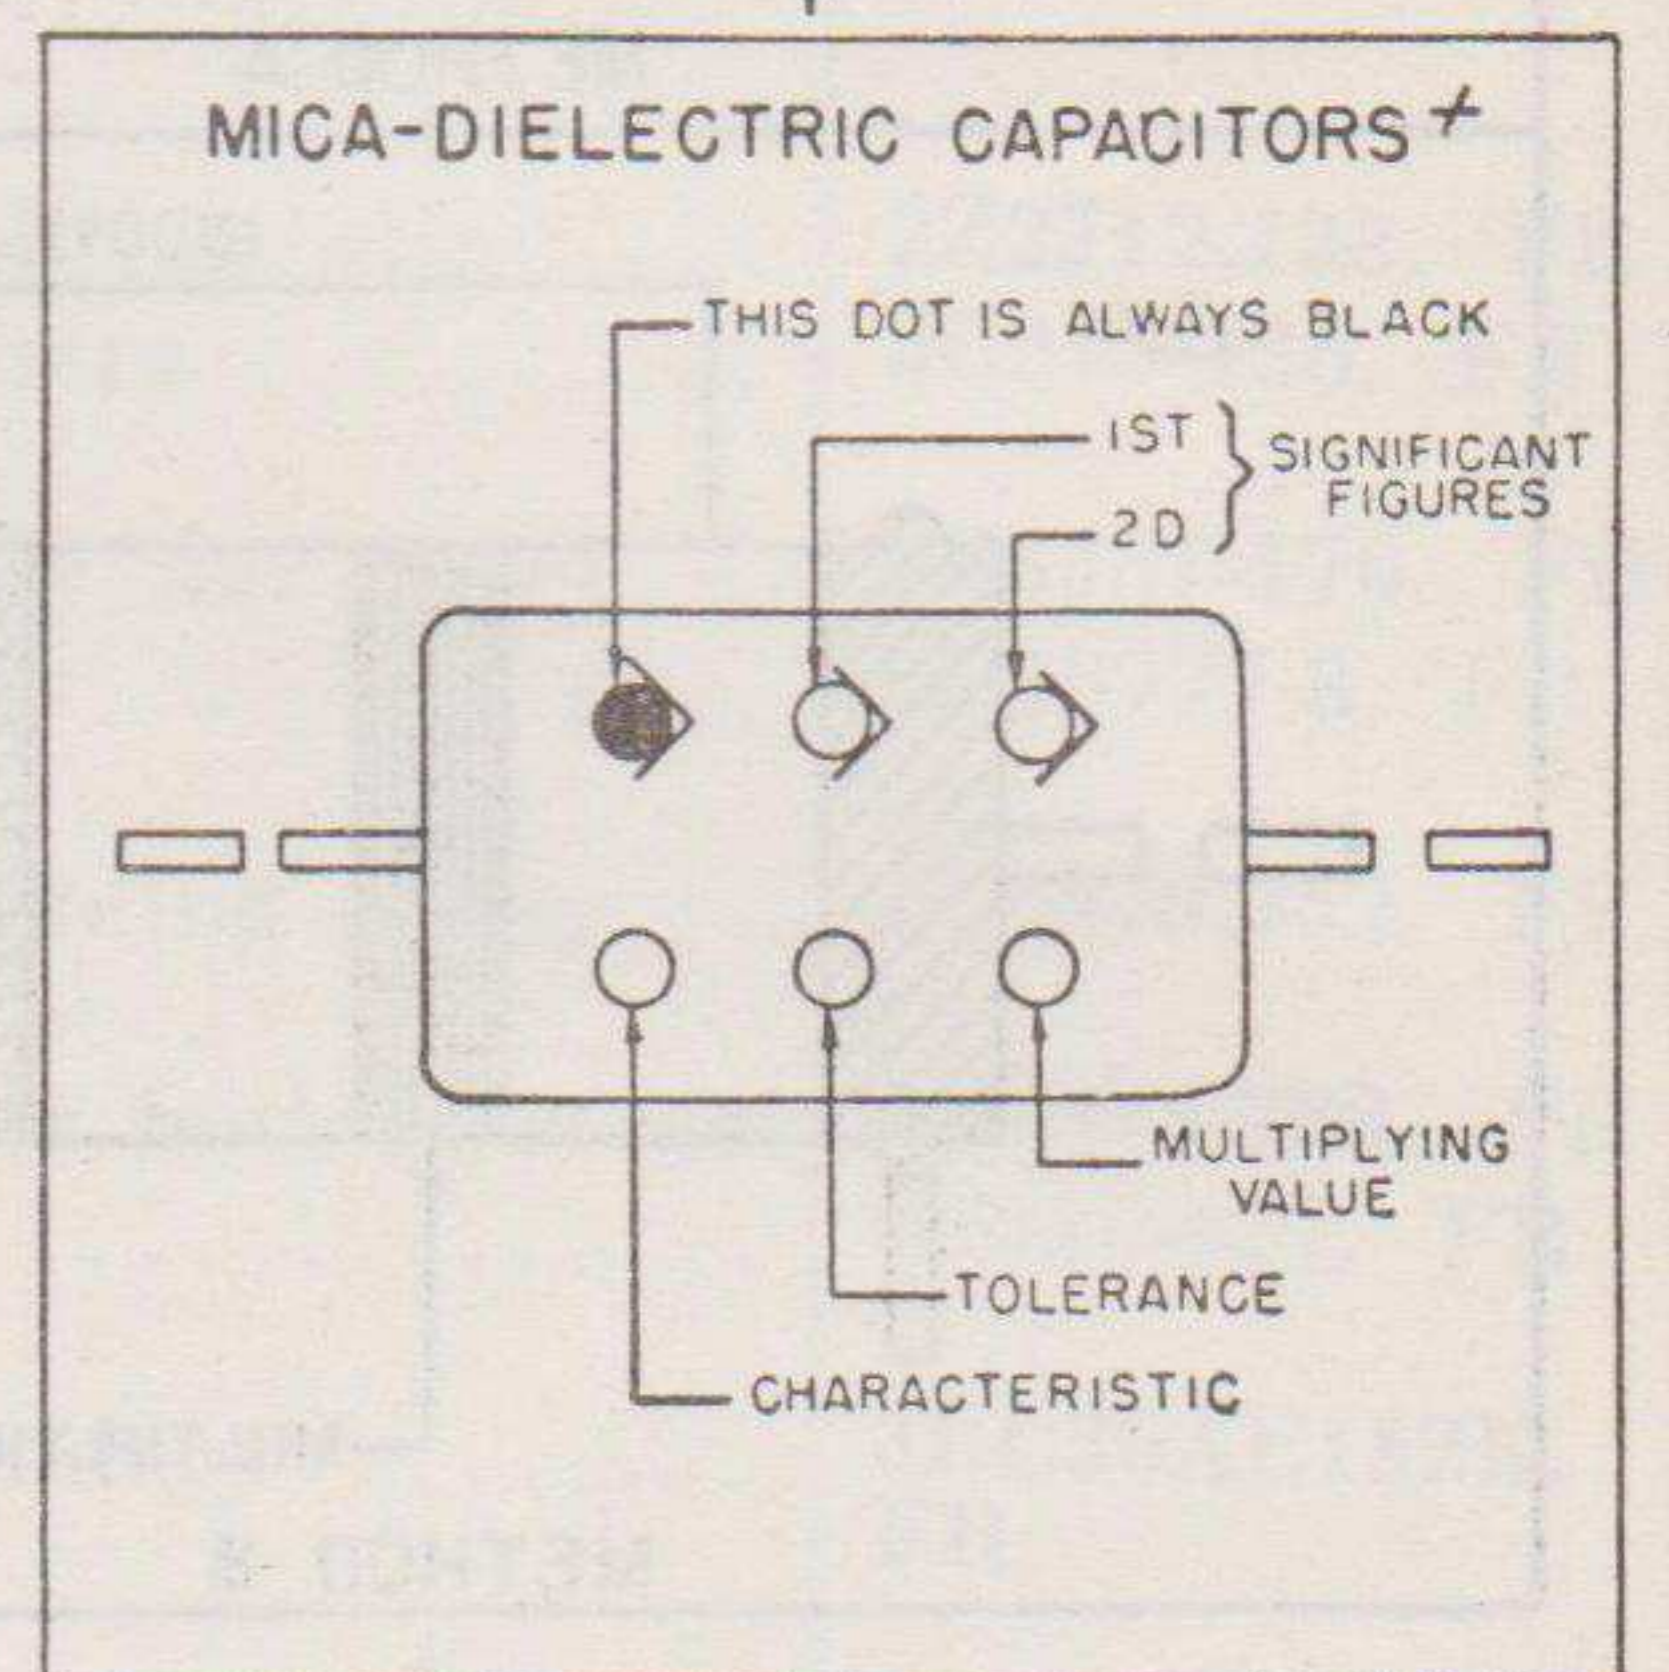 MICA-DIELECTRIC CAPACITORS+
THIS DOT IS ALWAYS BLACK
1ST
SIGNIFICANT
FIGURES
2D
MULTIPLYING
VALUE
TOLERANCE
CHARACTERISTIC